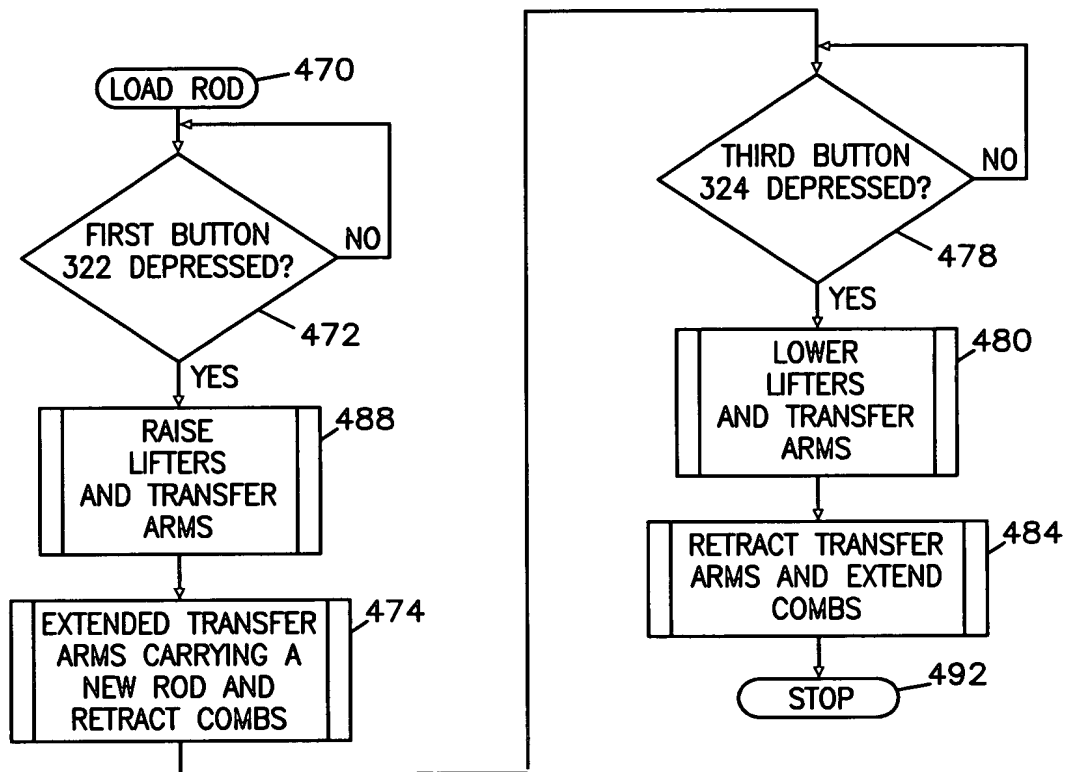 LOAD ROD
470
FIRST BUTTON
322 DEPRESSED?
NO
472
YES
RAISE
LIFTERS
AND TRANSFER
ARMS
488
EXTENDED TRANSFER
ARMS CARRYING A
NEW ROD AND
RETRACT COMBS
474
THIRD BUTTON
324 DEPRESSED?
NO
478
YES
LOWER
LIFTERS
AND TRANSFER
ARMS
480
RETRACT TRANSFER
ARMS AND EXTEND
COMBS
484
STOP
492